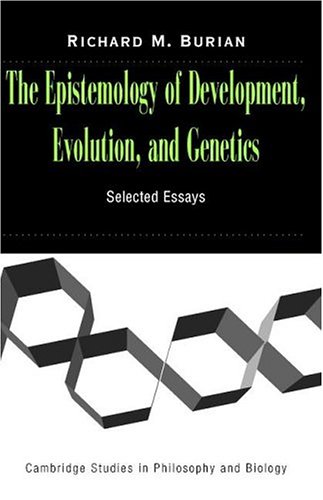 RICHARD M. BURIAN
The Epistemology of Development,
Evolution, and Genetics
Selected Essays
Cambridge Studies in Philosophy and Biology